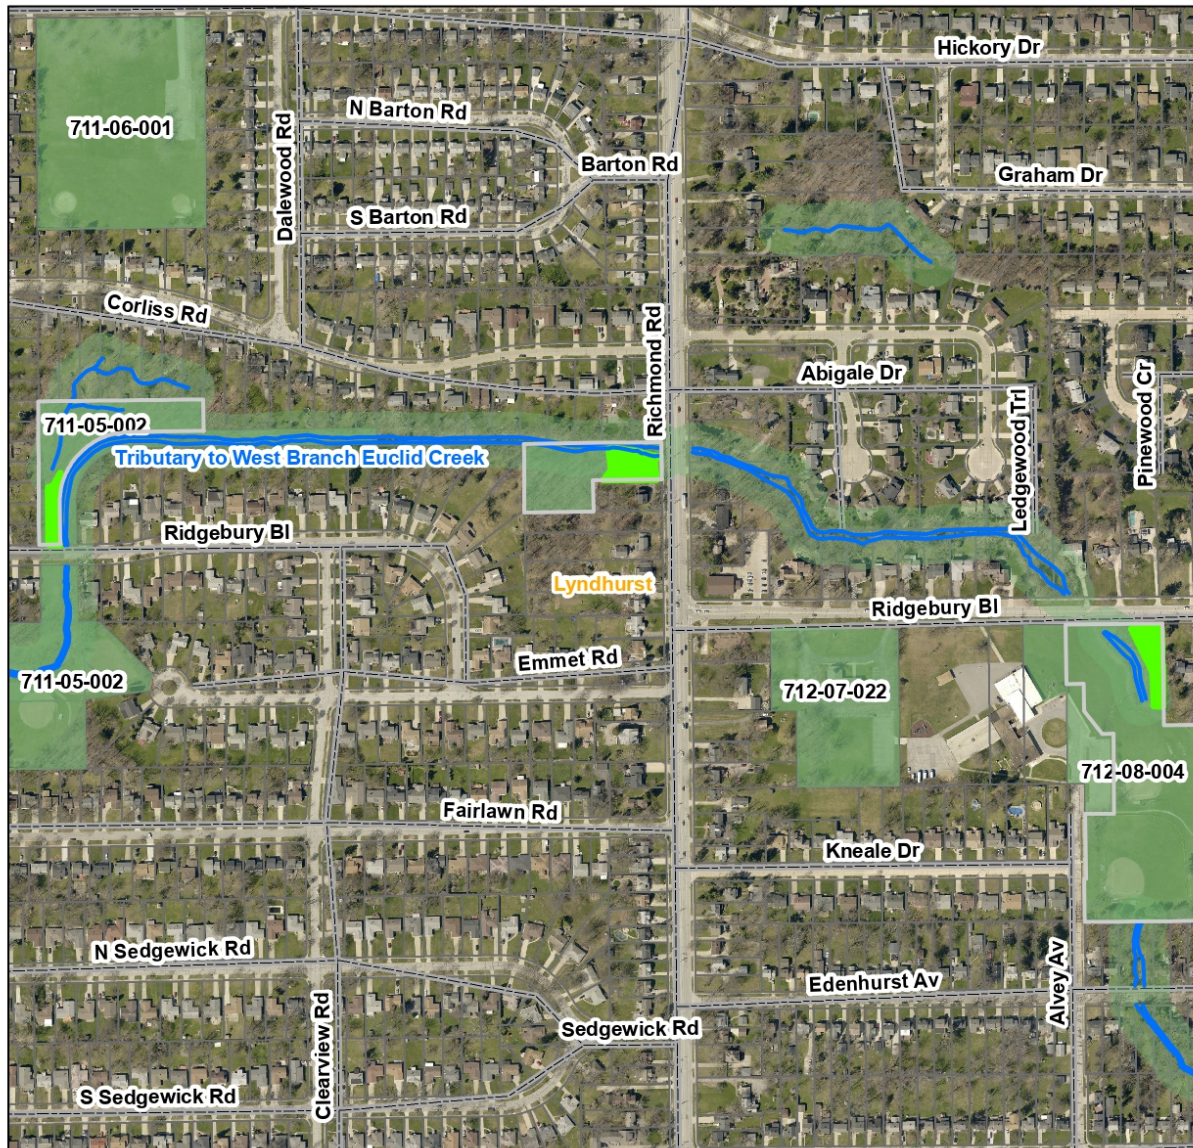 Hickory Dr
N Barton Rd
711-06-001
Dalewood Rd
Barton Rd
Graham Dr
S Barton Rd
Corliss Rd
Richmond Rd
Abigale Dr
Ledgewood Trl
Pinewood Cr
711-05-002
Tributary to West Branch Euclid Creek
Ridgebury Bl
Lyndhurst
Ridgebury Bl
Emmet Rd
711-05-002
712-07-022
712-08-004
Fairlawn Rd
Kneale Dr
N Sedgewick Rd
Clearview Rd
Edenhurst Av
Alvey Av
Sedgewick Rd
S Sedgewick Rd